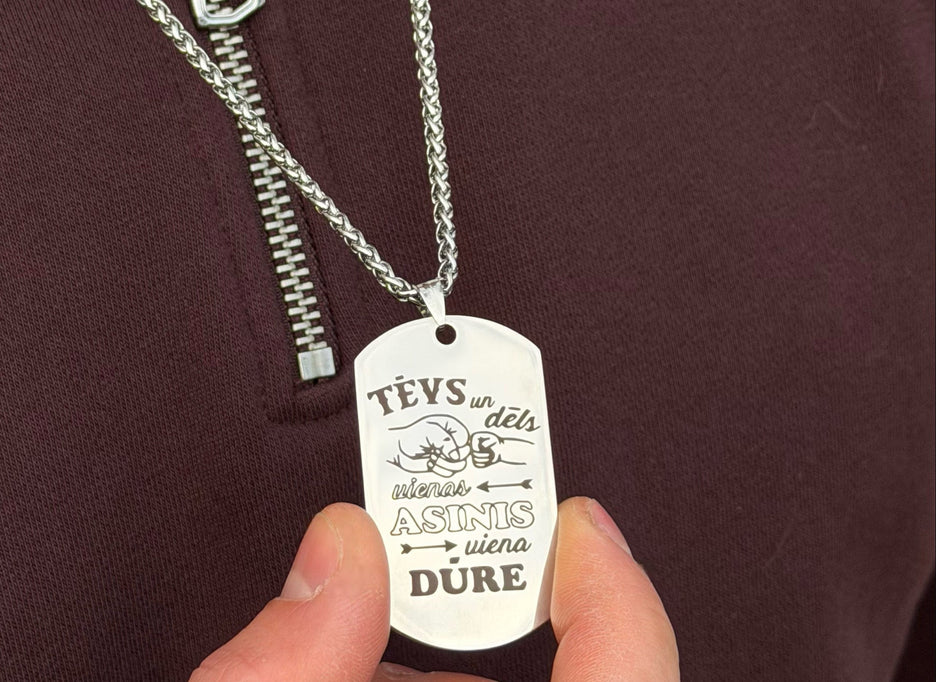 TĒVS un
dēls
vienas
ASINIS
viena
DŪRE